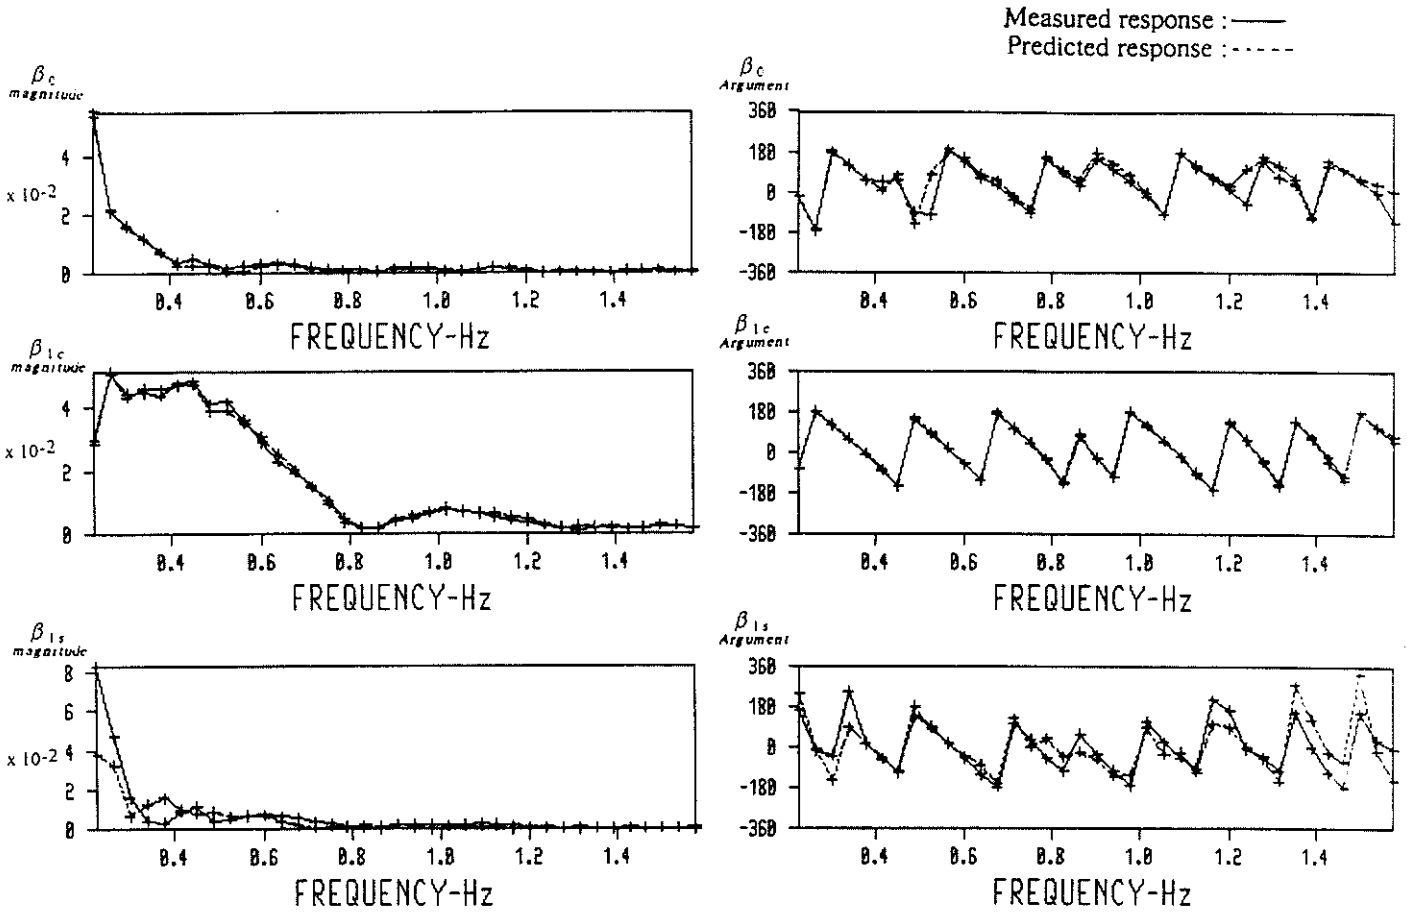 Measured response : ——
Predicted response : - - - - -
β0
magnitude
4
x 10-2
2
0
0.4 0.6 0.8 1.0 1.2 1.4
FREQUENCY-Hz
β0
Argument
360
180
0
-180
-360
0.4 0.6 0.8 1.0 1.2 1.4
FREQUENCY-Hz
β1c
magnitude
4
x 10-2
2
0
0.4 0.6 0.8 1.0 1.2 1.4
FREQUENCY-Hz
β1c
Argument
360
180
0
-180
-360
0.4 0.6 0.8 1.0 1.2 1.4
FREQUENCY-Hz
β1s
magnitude
8
6
4
x 10-2
2
0
0.4 0.6 0.8 1.0 1.2 1.4
FREQUENCY-Hz
β1s
Argument
360
180
0
-180
-360
0.4 0.6 0.8 1.0 1.2 1.4
FREQUENCY-Hz